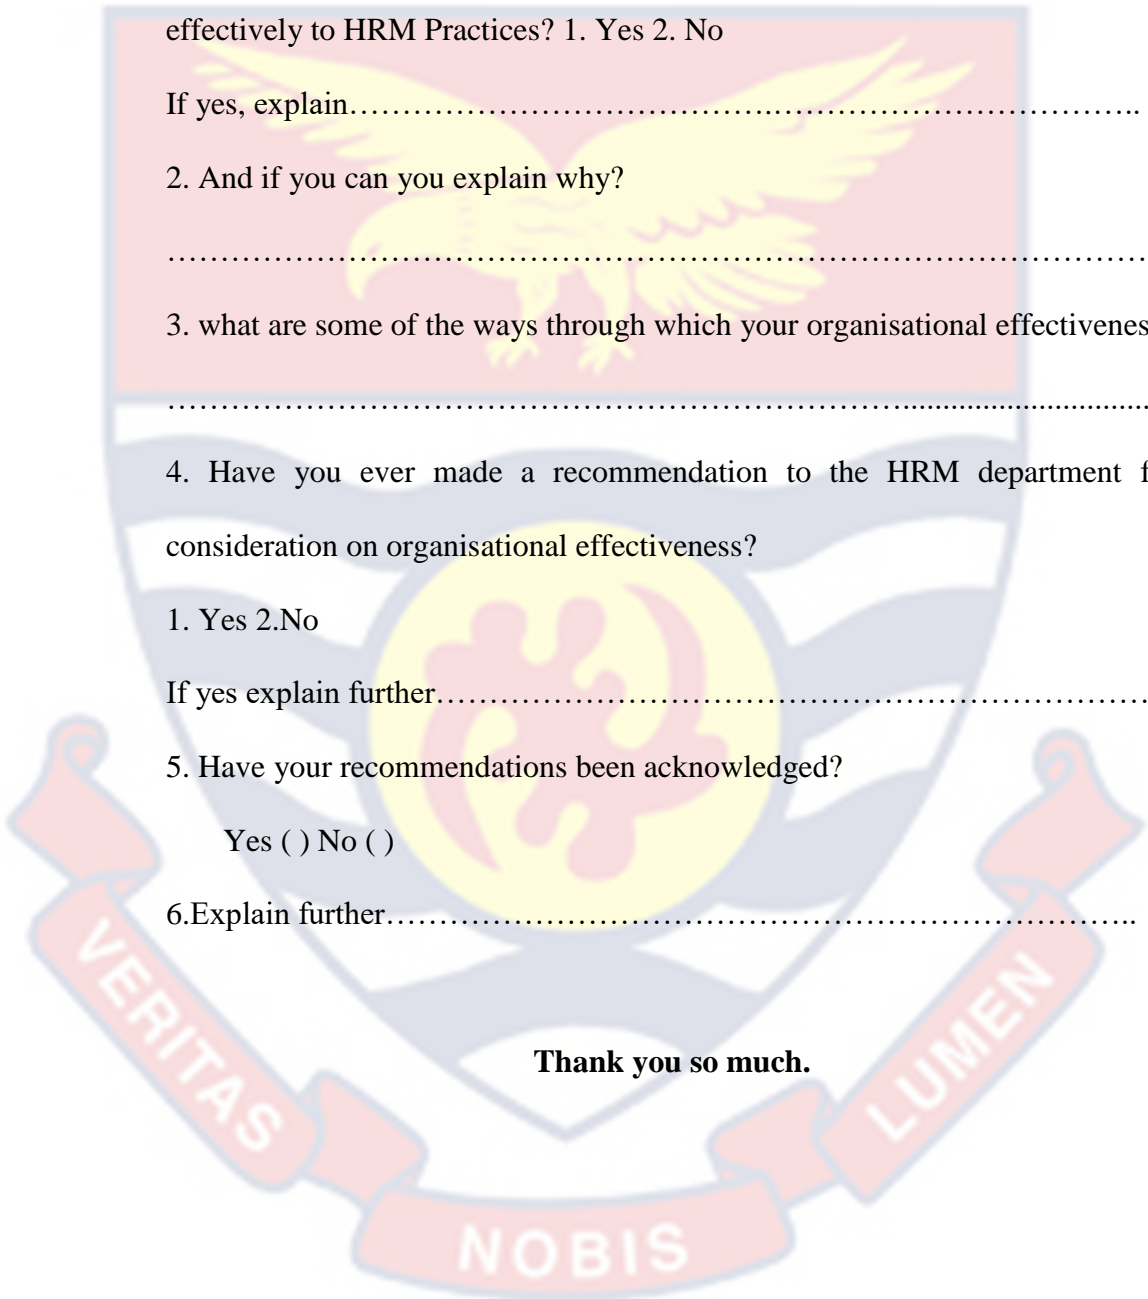 effectively to HRM Practices? 1. Yes 2. No
If yes, explain…………………………………….…………….…………………..
2. And if you can you explain why?
……………………………………………………………………………………
3. what are some of the ways through which your organisational
………………………………………………………………...............................
4. Have you ever made a recommendation to the HRM department
consideration on organisational effectiveness?
1. Yes 2.No
If yes explain further……………………………………………………………
5. Have your recommendations been acknowledged?
Yes ( ) No ( )
6.Explain further………………………………………………………………..
Thank you so much.
VERITAS
NOBIS
LUMEN